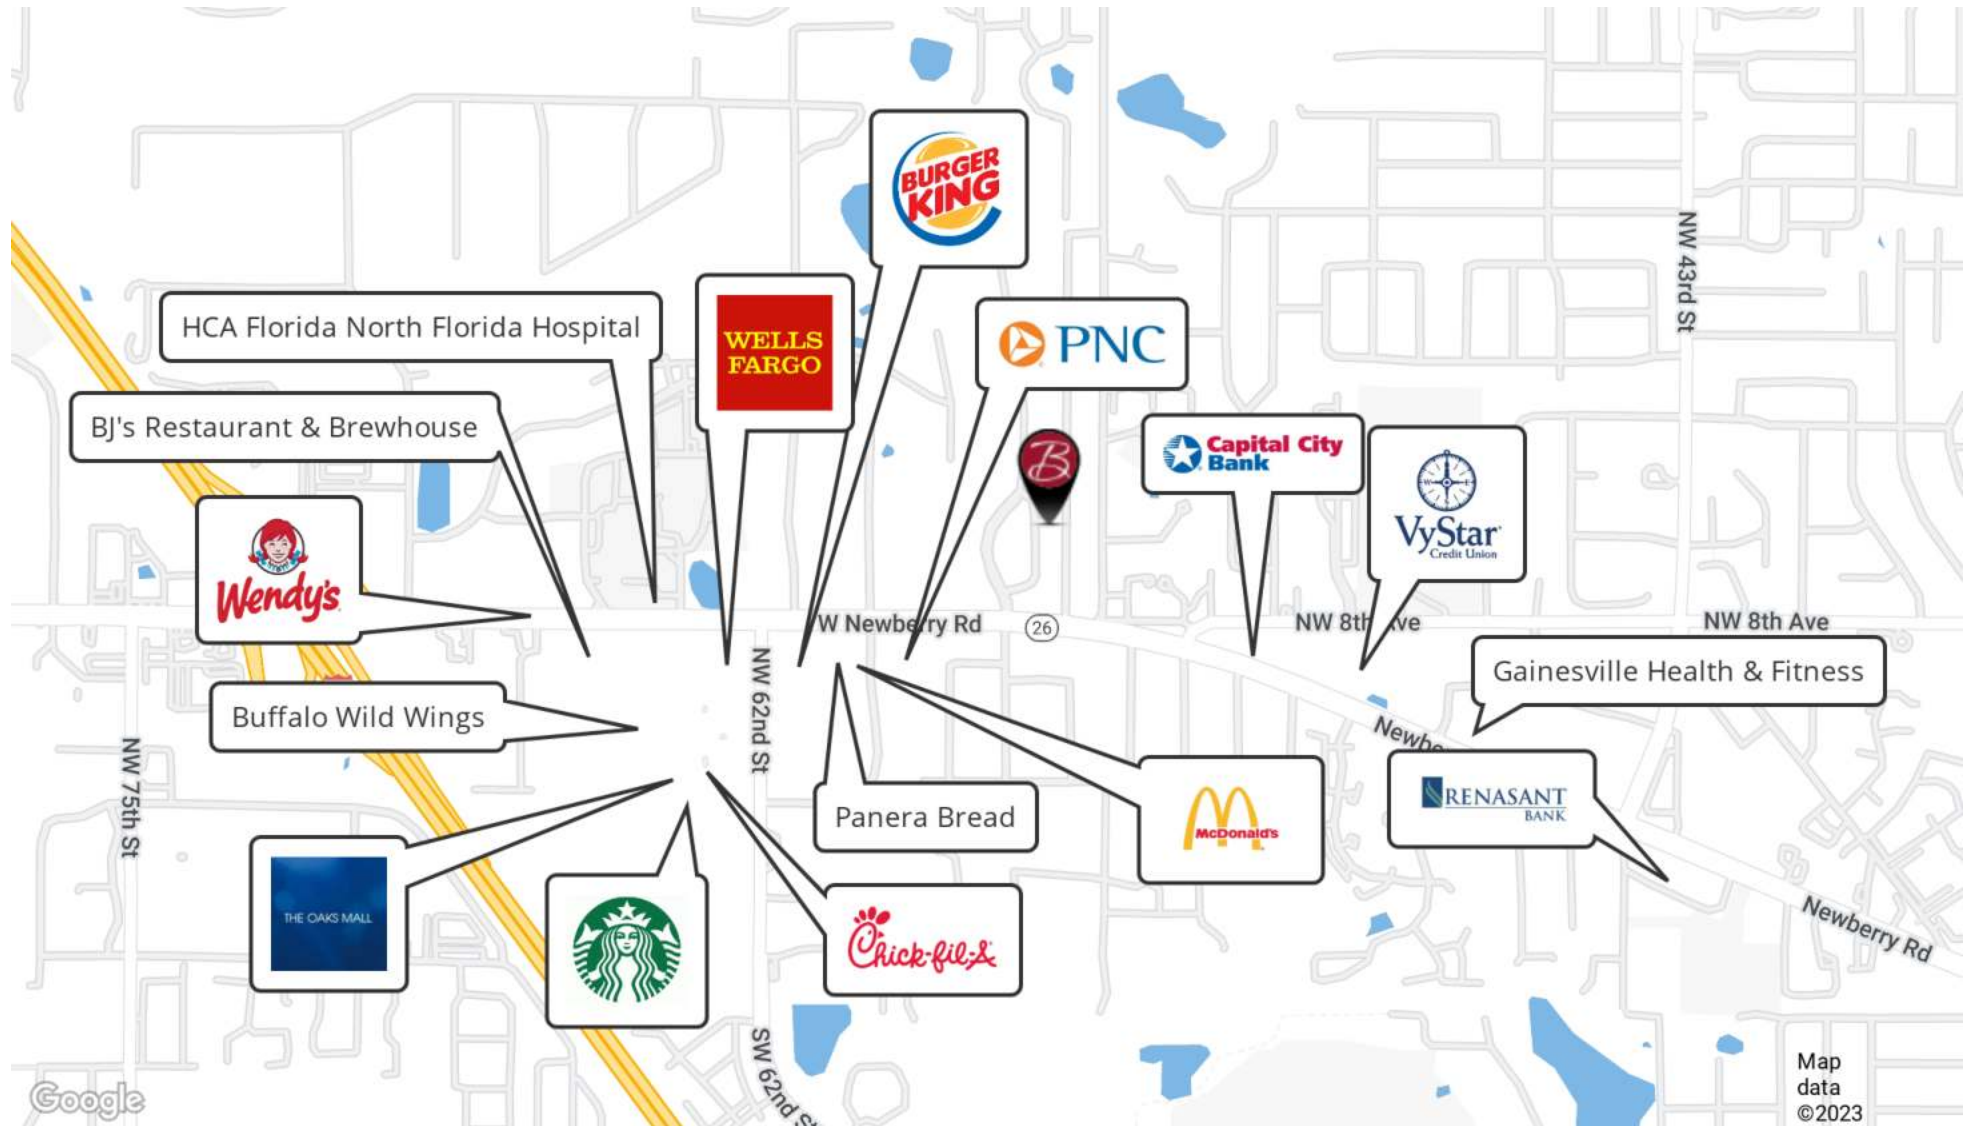 BURGER
KING
NW 43rd St
HCA Florida North Florida Hospital
WELLS
FARGO
PNC
BJ's Restaurant & Brewhouse
B
Capital City
Bank
VyStar
Credit Union
Wendy's
W Newberry Rd
26
NW 8th Ave
NW 8th Ave
Gainesville Health & Fitness
Buffalo Wild Wings
NW 62nd St
NW 75th St
RENASANT
BANK
Panera Bread
McDonald's
THE OAKS MALL
Chick-fil-A
Newberry Rd
SW 62nd
Map
data
©2023
Google